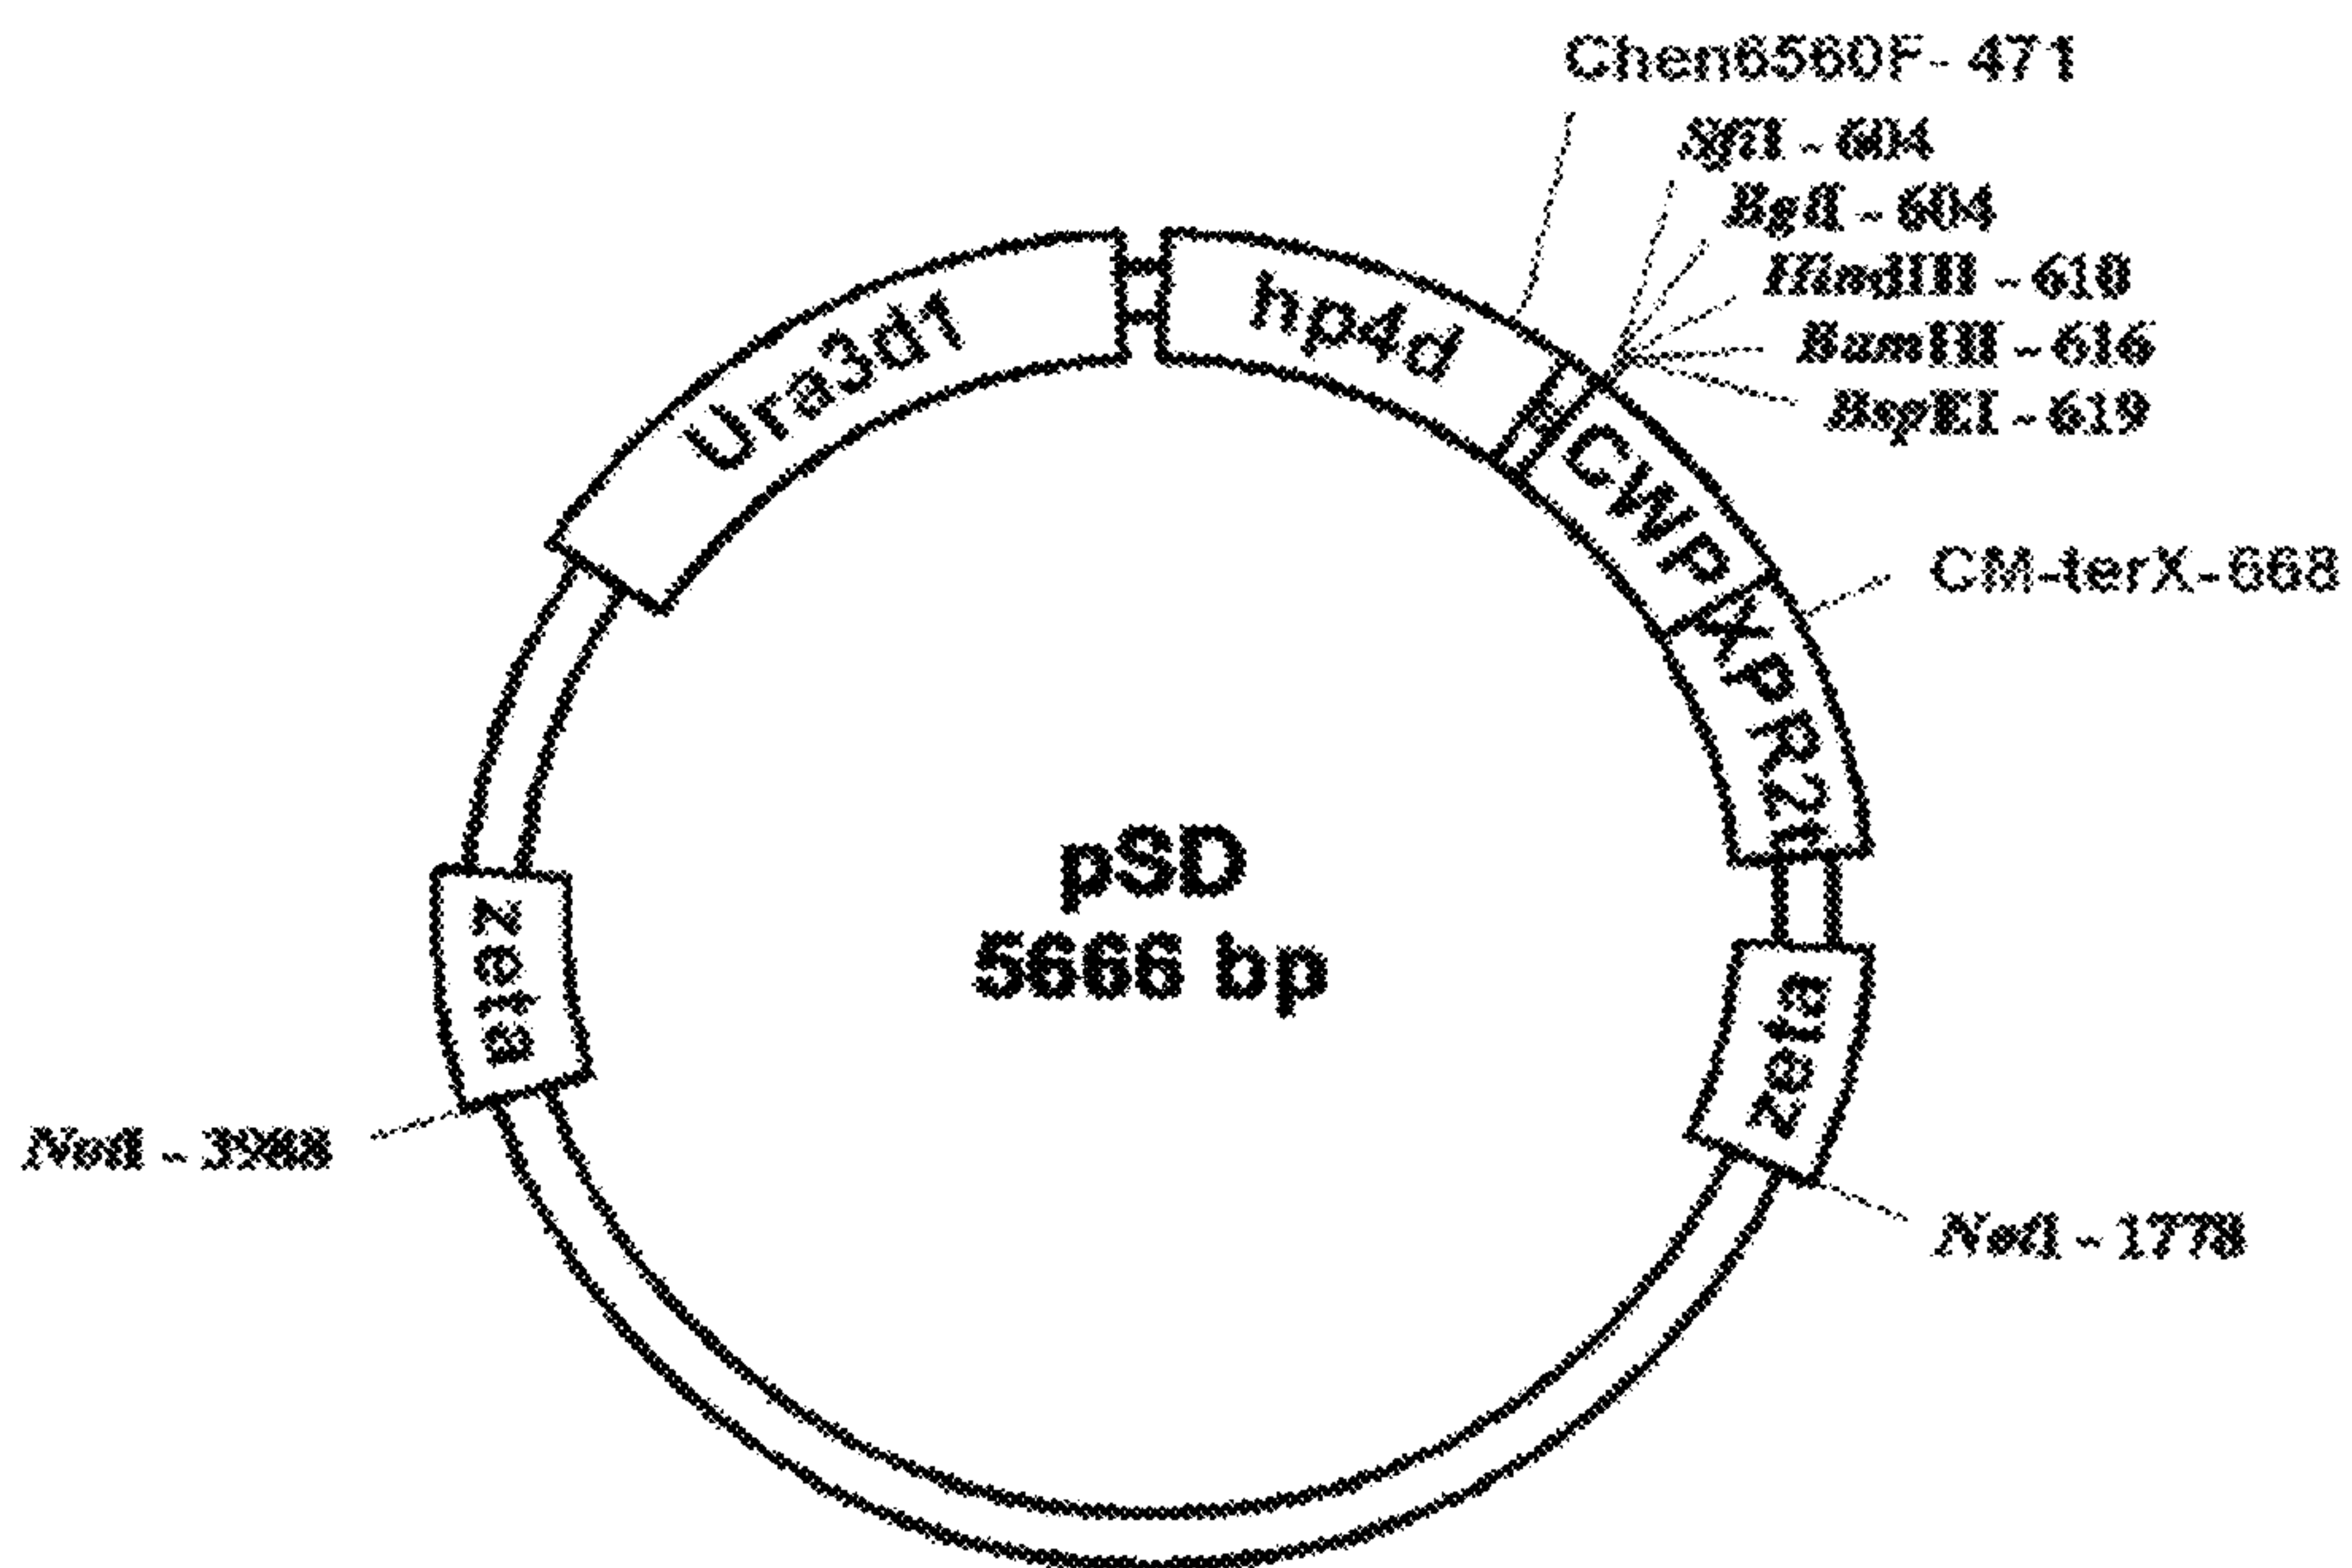 Chen6560F- 471
SfiI - 604
BglI - 604
HindIII - 610
BamHI - 616
BspEI - 619
Ura3d1
hp4d
CWP
XPR2t
CM-terX- 668
pSD
5666 bp
zeta
zeta
NotI -
NotI - 1778